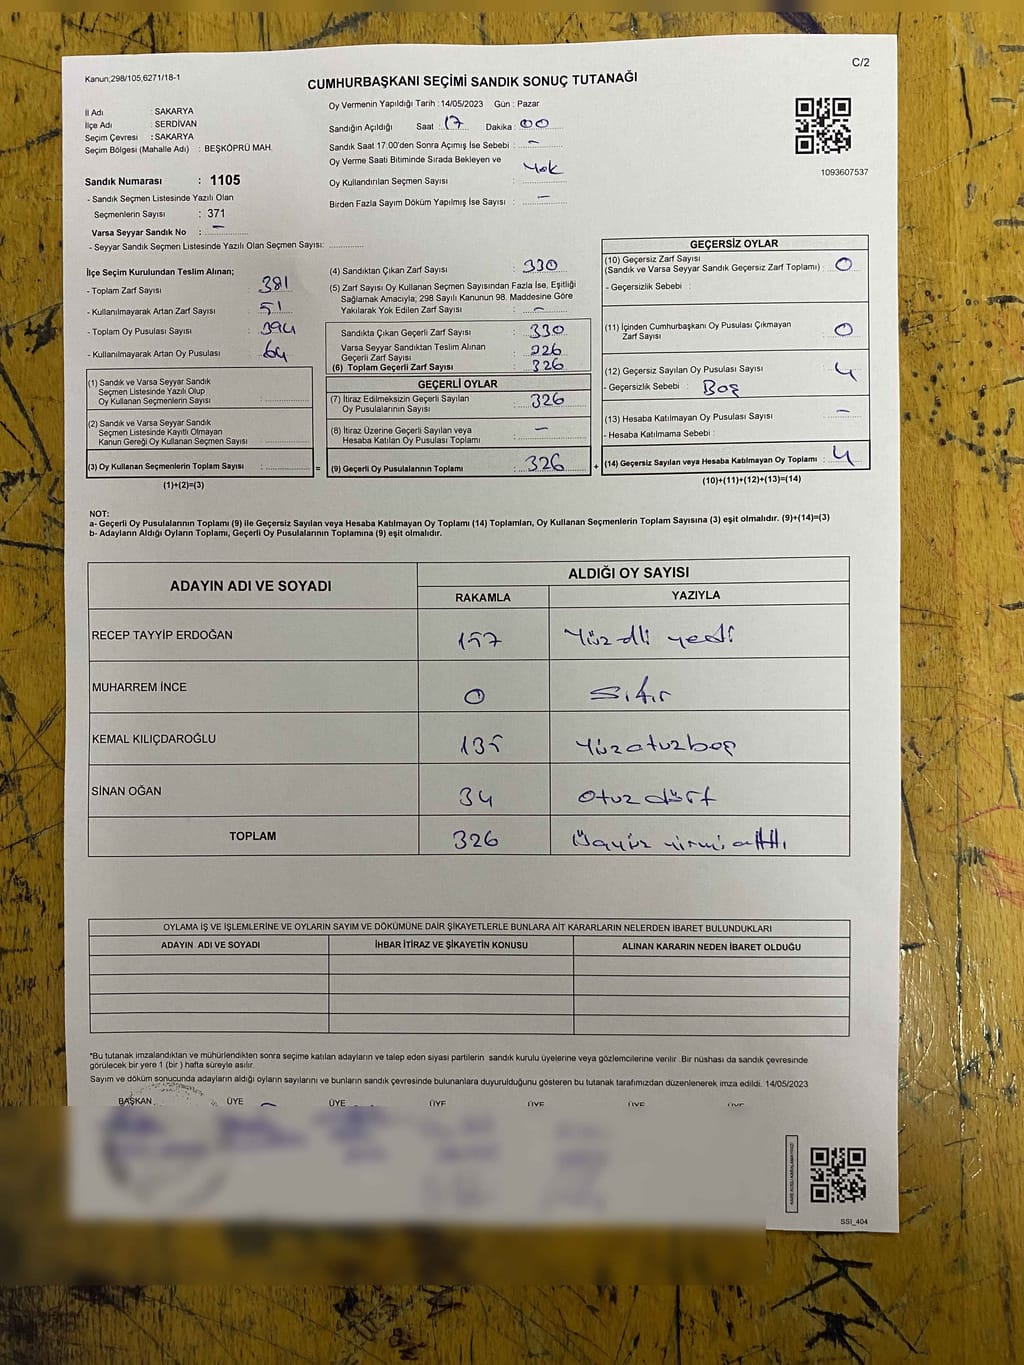 Kanun;298/105,6271/18-1
C/2
CUMHURBAŞKANI SEÇİMİ SANDIK SONUÇ TUTANAĞI
İl Adı : SAKARYA
İlçe Adı : SERDİVAN
Seçim Çevresi : SAKARYA
Seçim Bölgesi (Mahalle Adı) : BEŞKÖPRÜ MAH.
Sandık Numarası : 1105
- Sandık Seçmen Listesinde Yazılı Olan
Seçmenlerin Sayısı : 371
Varsa Seyyar Sandık No : –
- Seyyar Sandık Seçmen Listesinde Yazılı Olan Seçmen Sayısı: ................
Oy Vermenin Yapıldığı Tarih : 14/05/2023 Gün : Pazar
Sandığın Açıldığı Saat : 17 Dakika : 00
Sandık Saat 17:00'den Sonra Açımış İse Sebebi : –
Oy Verme Saati Bitiminde Sırada Bekleyen ve
Oy Kullandırılan Seçmen Sayısı : Yok
Birden Fazla Sayım Döküm Yapılmış İse Sayısı : –
1093607537
İlçe Seçim Kurulundan Teslim Alınan;
- Toplam Zarf Sayısı : 381
- Kullanılmayarak Artan Zarf Sayısı : 51
- Toplam Oy Pusulası Sayısı : 394
- Kullanılmayarak Artan Oy Pusulası : 64
(1) Sandık ve Varsa Seyyar Sandık
Seçmen Listesinde Yazılı Olup
Oy Kullanan Seçmenlerin Sayısı :
(2) Sandık ve Varsa Seyyar Sandık
Seçmen Listesinde Kayıtlı Olmayan
Kanun Gereği Oy Kullanan Seçmen Sayısı :
(3) Oy Kullanan Seçmenlerin Toplam Sayısı : =
(1)+(2)=(3)
(4) Sandıktan Çıkan Zarf Sayısı : 330
(5) Zarf Sayısı Oy Kullanan Seçmen Sayısından Fazla İse, Eşitliği
Sağlamak Amacıyla; 298 Sayılı Kanunun 98. Maddesine Göre
Yakılarak Yok Edilen Zarf Sayısı : –
Sandıkta Çıkan Geçerli Zarf Sayısı : 330
Varsa Seyyar Sandıktan Teslim Alınan
Geçerli Zarf Sayısı : 226
(6) Toplam Geçerli Zarf Sayısı : 326
GEÇERLİ OYLAR
(7) İtiraz Edilmeksizin Geçerli Sayılan
Oy Pusulalarının Sayısı : 326
(8) İtiraz Üzerine Geçerli Sayılan veya
Hesaba Katılan Oy Pusulası Toplamı : –
(9) Geçerli Oy Pusulalarının Toplamı : 326 +
GEÇERSİZ OYLAR
(10) Geçersiz Zarf Sayısı
(Sandık ve Varsa Seyyar Sandık Geçersiz Zarf Toplamı) : 0
- Geçersizlik Sebebi :
(11) İçinden Cumhurbaşkanı Oy Pusulası Çıkmayan
Zarf Sayısı : 0
(12) Geçersiz Sayılan Oy Pusulası Sayısı : 4
- Geçersizlik Sebebi : Boş
(13) Hesaba Katılmayan Oy Pusulası Sayısı : –
- Hesaba Katılmama Sebebi :
(14) Geçersiz Sayılan veya Hesaba Katılmayan Oy Toplamı : 4
(10)+(11)+(12)+(13)=(14)
NOT:
a- Geçerli Oy Pusulalarının Toplamı (9) ile Geçersiz Sayılan veya Hesaba Katılmayan Oy Toplamı (14) Toplamları, Oy Kullanan Seçmenlerin Toplam Sayısına (3) eşit olmalıdır. (9)+(14)=(3)
b- Adayların Aldığı Oyların Toplamı, Geçerli Oy Pusulalarının Toplamına (9) eşit olmalıdır.
ADAYIN ADI VE SOYADI
ALDIĞI OY SAYISI
RAKAMLA YAZIYLA
RECEP TAYYİP ERDOĞAN 157 Yüzelli yedi
MUHARREM İNCE 0 Sıfır
KEMAL KILIÇDAROĞLU 135 Yüzotuzbeş
SİNAN OĞAN 34 Otuz dört
TOPLAM 326 Üçyüz yirmi altı
OYLAMA İŞ VE İŞLEMLERİNE VE OYLARIN SAYIM VE DÖKÜMÜNE DAİR ŞİKAYETLERLE BUNLARA AİT KARARLARIN NELERDEN İBARET BULUNDUKLARI
ADAYIN ADI VE SOYADI İHBAR İTİRAZ VE ŞİKAYETİN KONUSU ALINAN KARARIN NEDEN İBARET OLDUĞU
*Bu tutanak imzalandıktan ve mühürlendikten sonra seçime katılan adayların ve talep eden siyasi partilerin sandık kurulu üyelerine veya gözlemcilerine verilir .Bir nüshası da sandık çevresinde
görülecek bir yere 1 (bir ) hafta süreyle asılır.
Sayım ve döküm sonucunda adayların aldığı oyların sayılarını ve bunların sandık çevresinde bulunanlara duyurulduğunu gösteren bu tutanak tarafımızdan düzenlenerek imza edildi. 14/05/2023
BAŞKAN ÜYE ÜYE ÜYE ÜYE ÜYE ÜYE
SSI_404